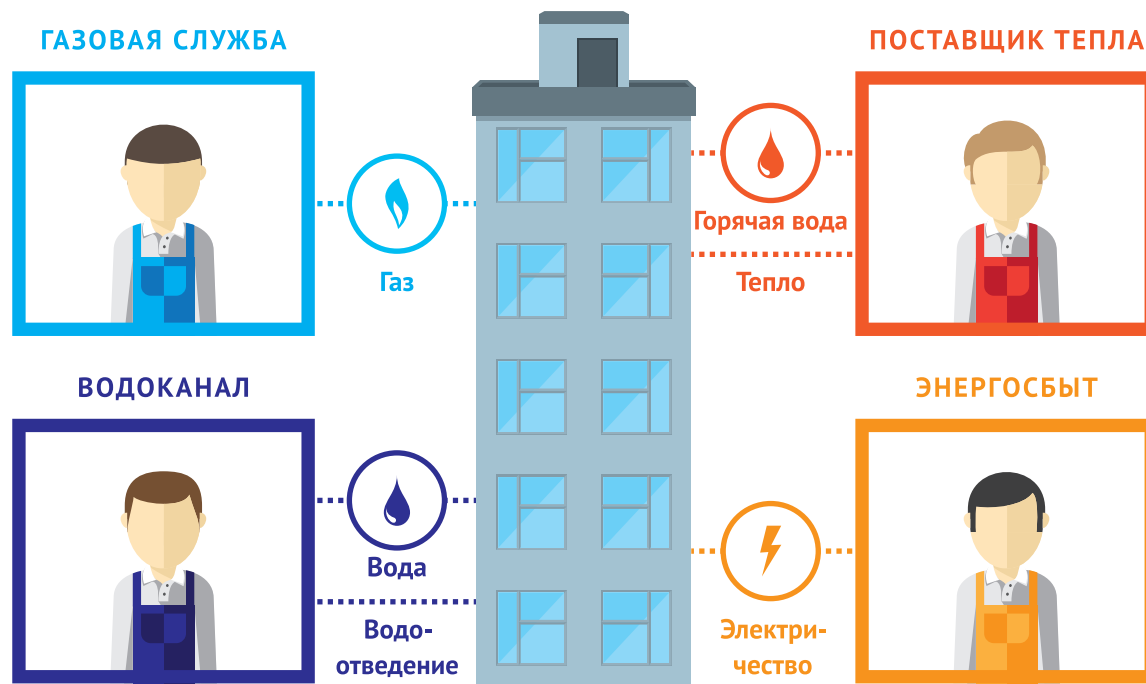 ГАЗОВАЯ СЛУЖБА
ПОСТАВЩИК ТЕПЛА
Газ
Горячая вода
Тепло
ВОДОКАНАЛ
ЭНЕРГОСБЫТ
Вода
Водо-
отведение
Электри-
чество